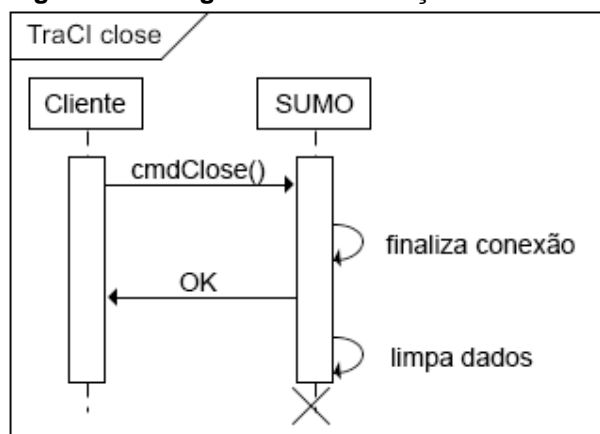 TraCI close
Cliente
SUMO
cmdClose()
finaliza conexão
OK
limpa dados